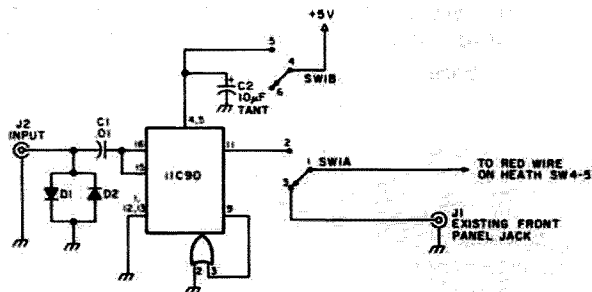 +5V
5
4
SW1B
6
+
C2
10µF
TANT
J2
INPUT
C1
.01
4,5
16
15
11
11C90
D1
D2
1,
12,13
9
2
3
2
1
SW1A
3
TO RED WIRE
ON HEATH SW4-5
J1
EXISTING FRONT
PANEL JACK